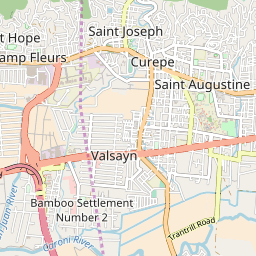 Saint Joseph
t Hope
Curepe
amp Fleurs
Saint Augustine
Valsayn
Bamboo Settlement
Number 2
Trantrill Road
Caroni River